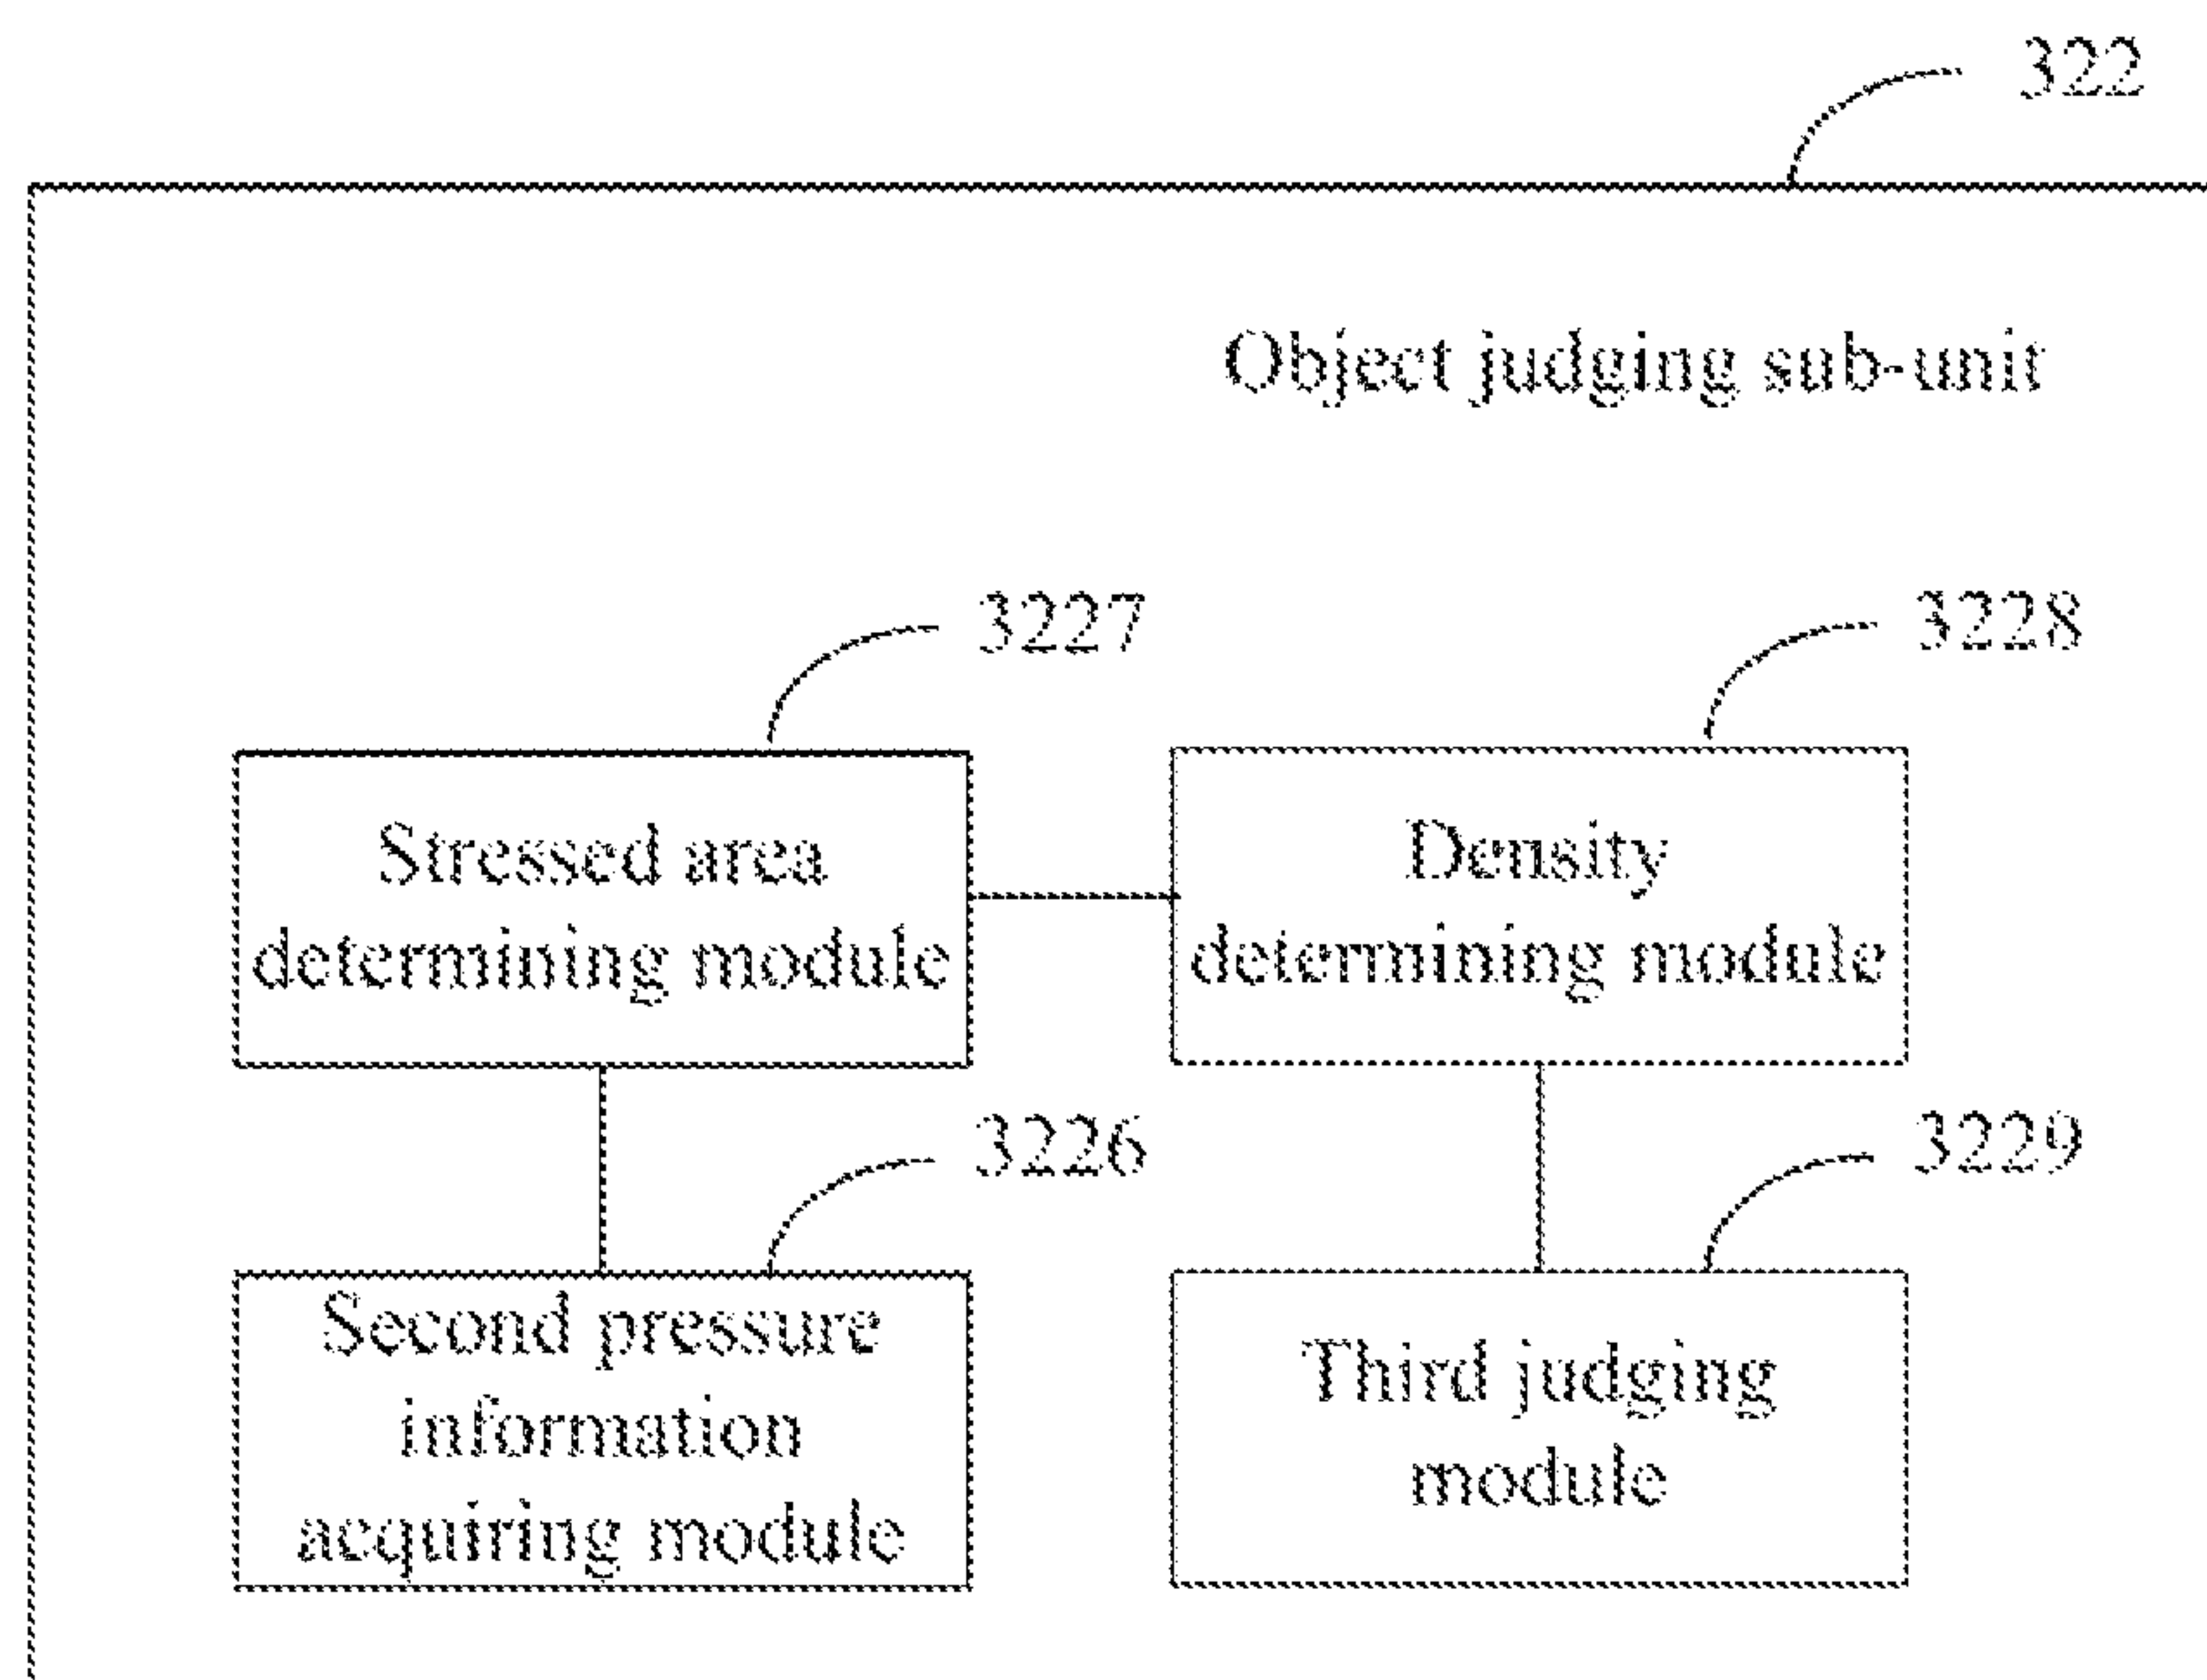 322
Object judging sub-unit
3227
3228
Stressed area
determining module
Density
determining module
3226
3229
Second pressure
information
acquiring module
Third judging
module